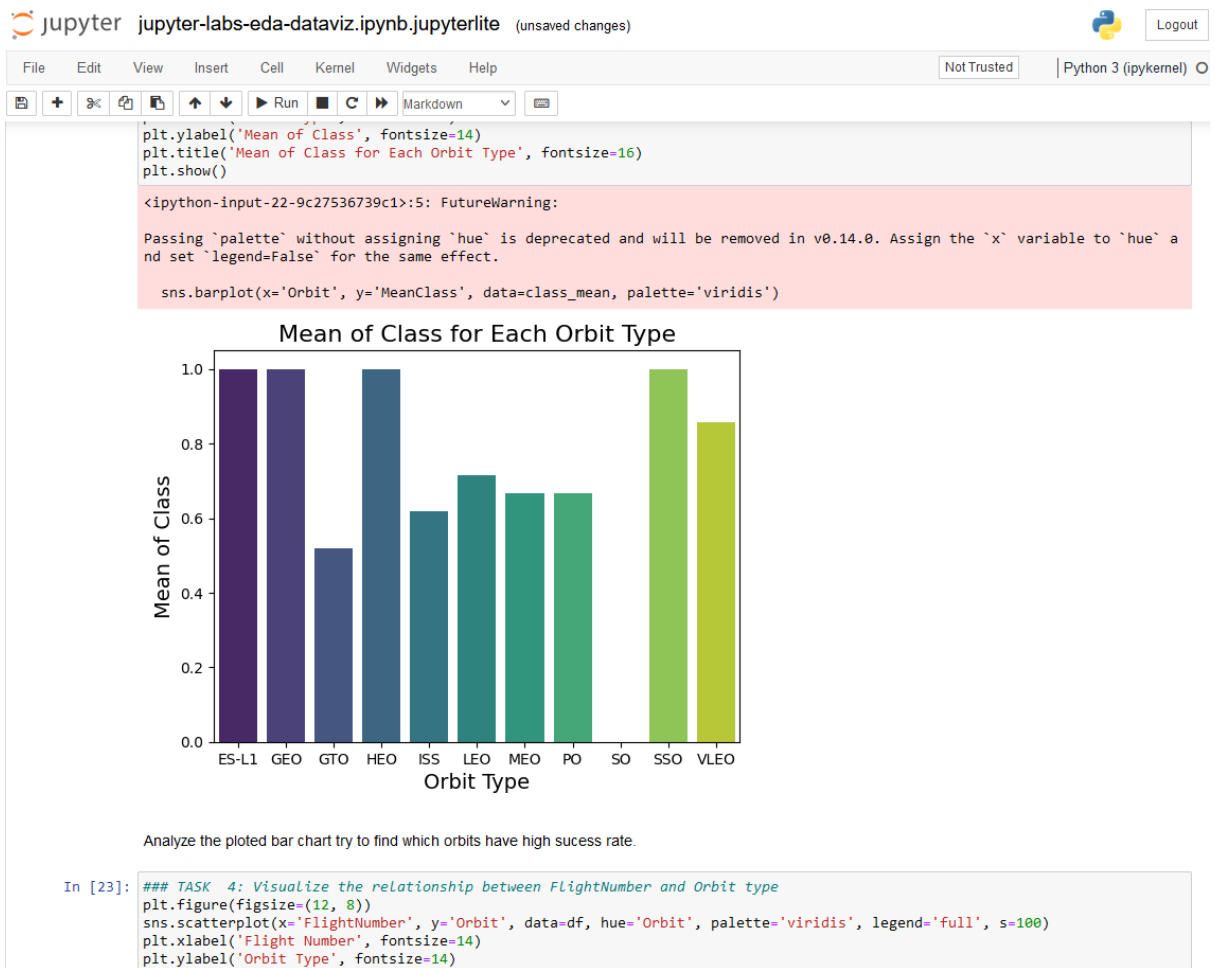 jupyter jupyter-labs-eda-dataviz.ipynb.jupyterlite (unsaved changes)
Logout
File Edit View Insert Cell Kernel Widgets Help
Not Trusted
Python 3 (ipykernel)
Run
Markdown
plt.ylabel('Mean of Class', fontsize=14)
plt.title('Mean of Class for Each Orbit Type', fontsize=16)
plt.show()
<ipython-input-22-9c27536739c1>:5: FutureWarning:
Passing `palette` without assigning `hue` is deprecated and will be removed in v0.14.0. Assign the `x` variable to `hue` a
nd set `legend=False` for the same effect.
sns.barplot(x='Orbit', y='MeanClass', data=class_mean, palette='viridis')
Mean of Class for Each Orbit Type
1.0
0.8
0.6
0.4
0.2
0.0
Mean of Class
ES-L1 GEO GTO HEO ISS LEO MEO PO SO SSO VLEO
Orbit Type
Analyze the ploted bar chart try to find which orbits have high sucess rate.
In [23]: ### TASK  4: Visualize the relationship between FlightNumber and Orbit type
plt.figure(figsize=(12, 8))
sns.scatterplot(x='FlightNumber', y='Orbit', data=df, hue='Orbit', palette='viridis', legend='full', s=100)
plt.xlabel('Flight Number', fontsize=14)
plt.ylabel('Orbit Type', fontsize=14)